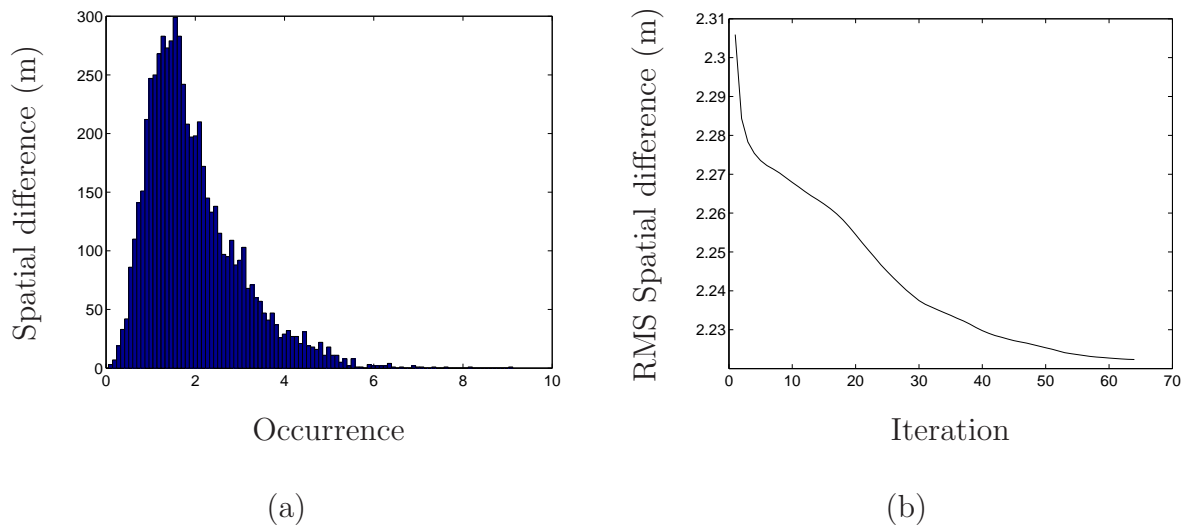 Spatial difference (m)
300
250
200
150
100
50
0
0 2 4 6 8 10
Occurrence
(a)
RMS Spatial difference (m)
2.31
2.3
2.29
2.28
2.27
2.26
2.25
2.24
2.23
0 10 20 30 40 50 60 70
Iteration
(b)